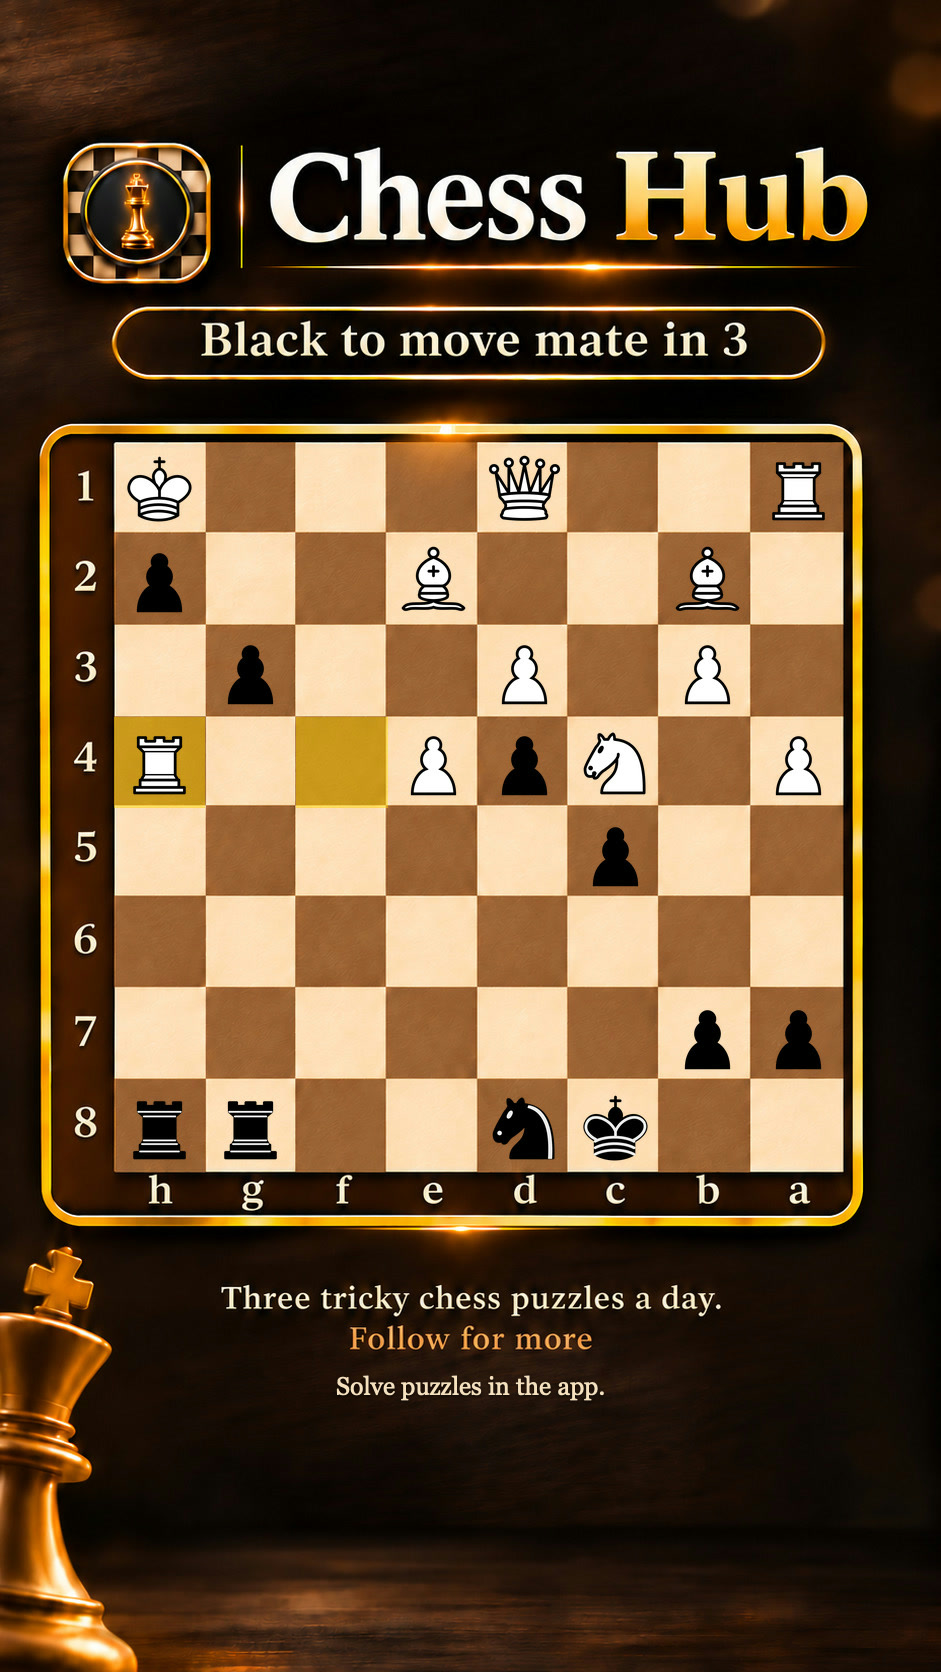 Chess Hub
Black to move mate in 3
1
2
3
4
5
6
7
8
h g f e d c b a
Three tricky chess puzzles a day.
Follow for more
Solve puzzles in the app.